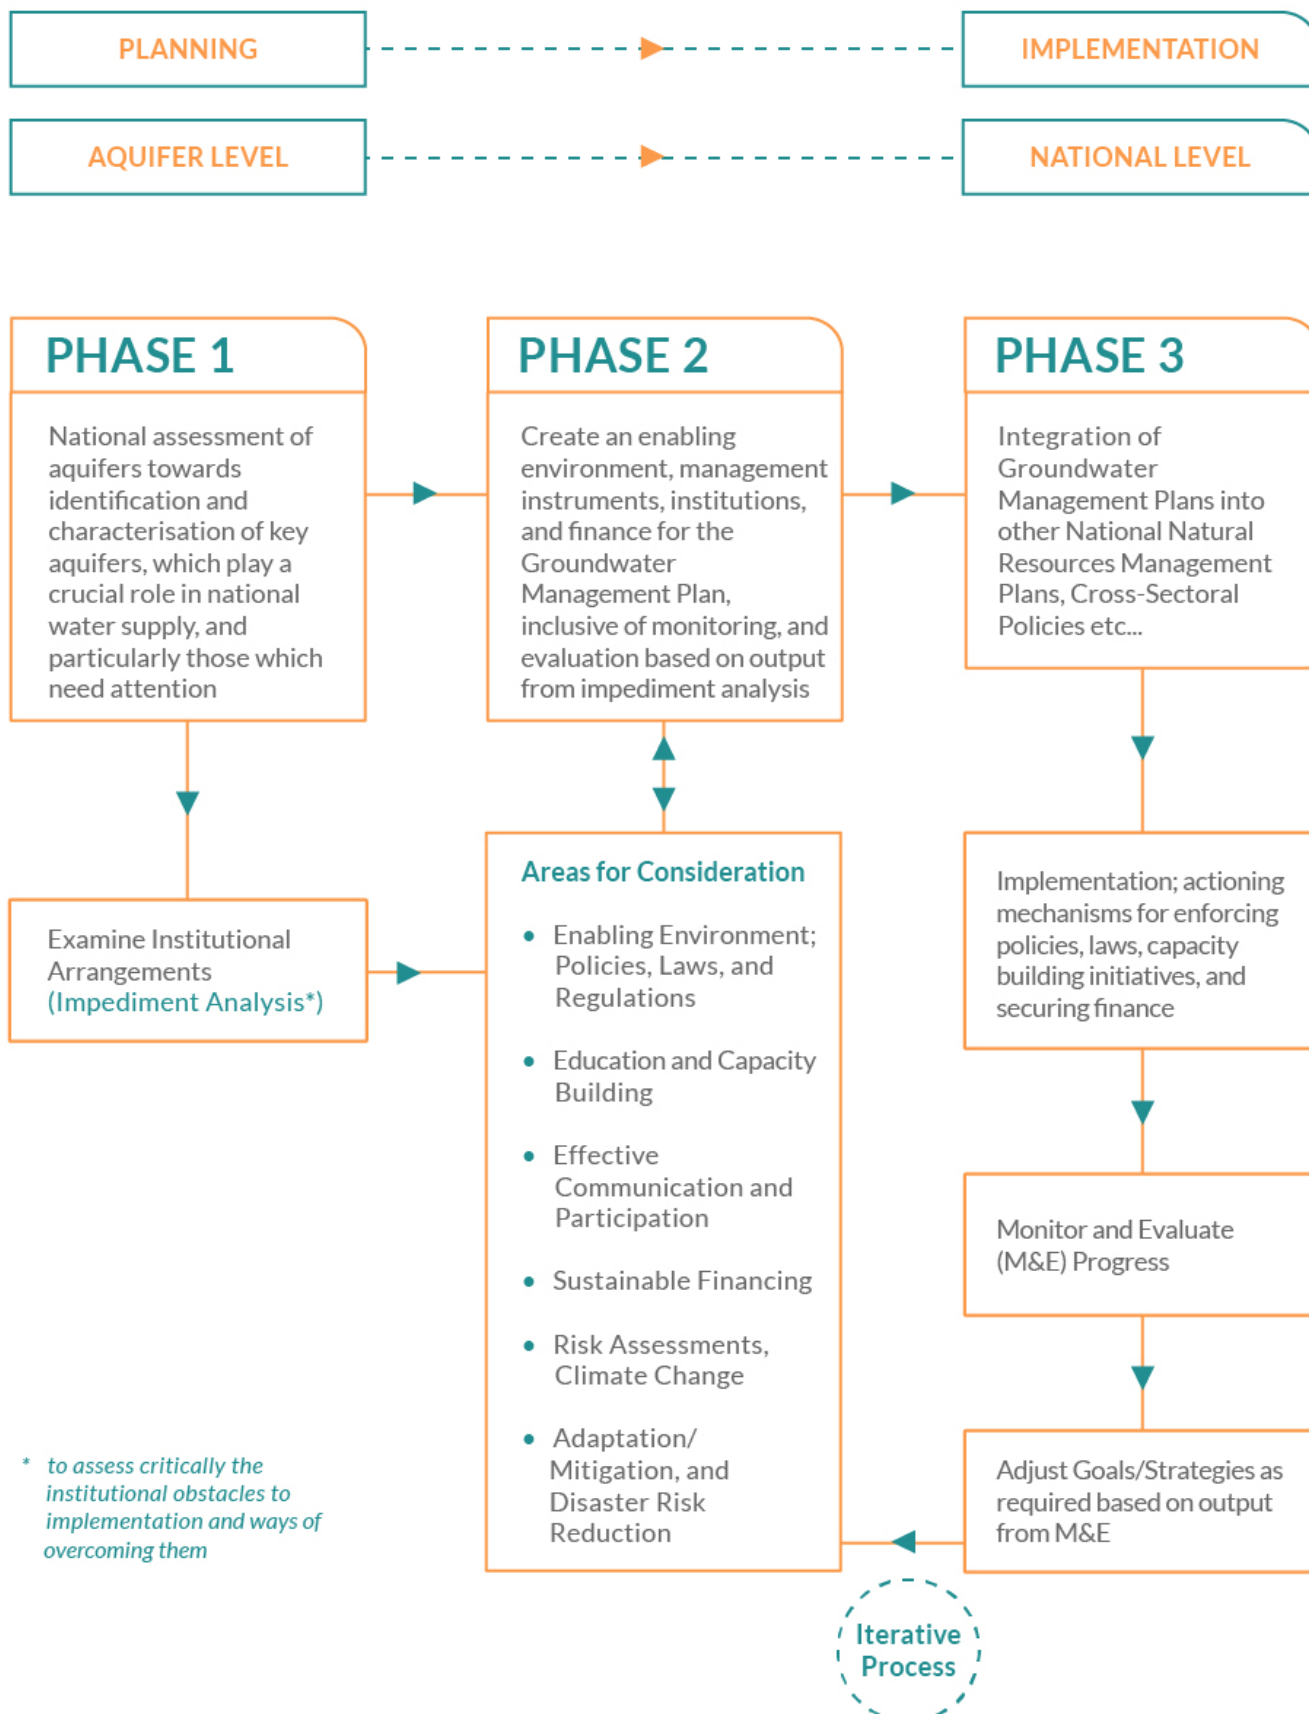 PLANNING
IMPLEMENTATION
AQUIFER LEVEL
NATIONAL LEVEL
PHASE 1
National assessment of
aquifers towards
identification and
characterisation of key
aquifers, which play a
crucial role in national
water supply, and
particularly those which
need attention
Examine Institutional
Arrangements
(Impediment Analysis*)
* to assess critically the
institutional obstacles to
implementation and ways of
overcoming them
PHASE 2
Create an enabling
environment, management
instruments, institutions,
and finance for the
Groundwater
Management Plan,
inclusive of monitoring, and
evaluation based on output
from impediment analysis
Areas for Consideration
• Enabling Environment;
Policies, Laws, and
Regulations
• Education and Capacity
Building
• Effective
Communication and
Participation
• Sustainable Financing
• Risk Assessments,
Climate Change
• Adaptation/
Mitigation, and
Disaster Risk
Reduction
PHASE 3
Integration of
Groundwater
Management Plans into
other National Natural
Resources Management
Plans, Cross-Sectoral
Policies etc...
Implementation; actioning
mechanisms for enforcing
policies, laws, capacity
building initiatives, and
securing finance
Monitor and Evaluate
(M&E) Progress
Adjust Goals/Strategies as
required based on output
from M&E
Iterative
Process